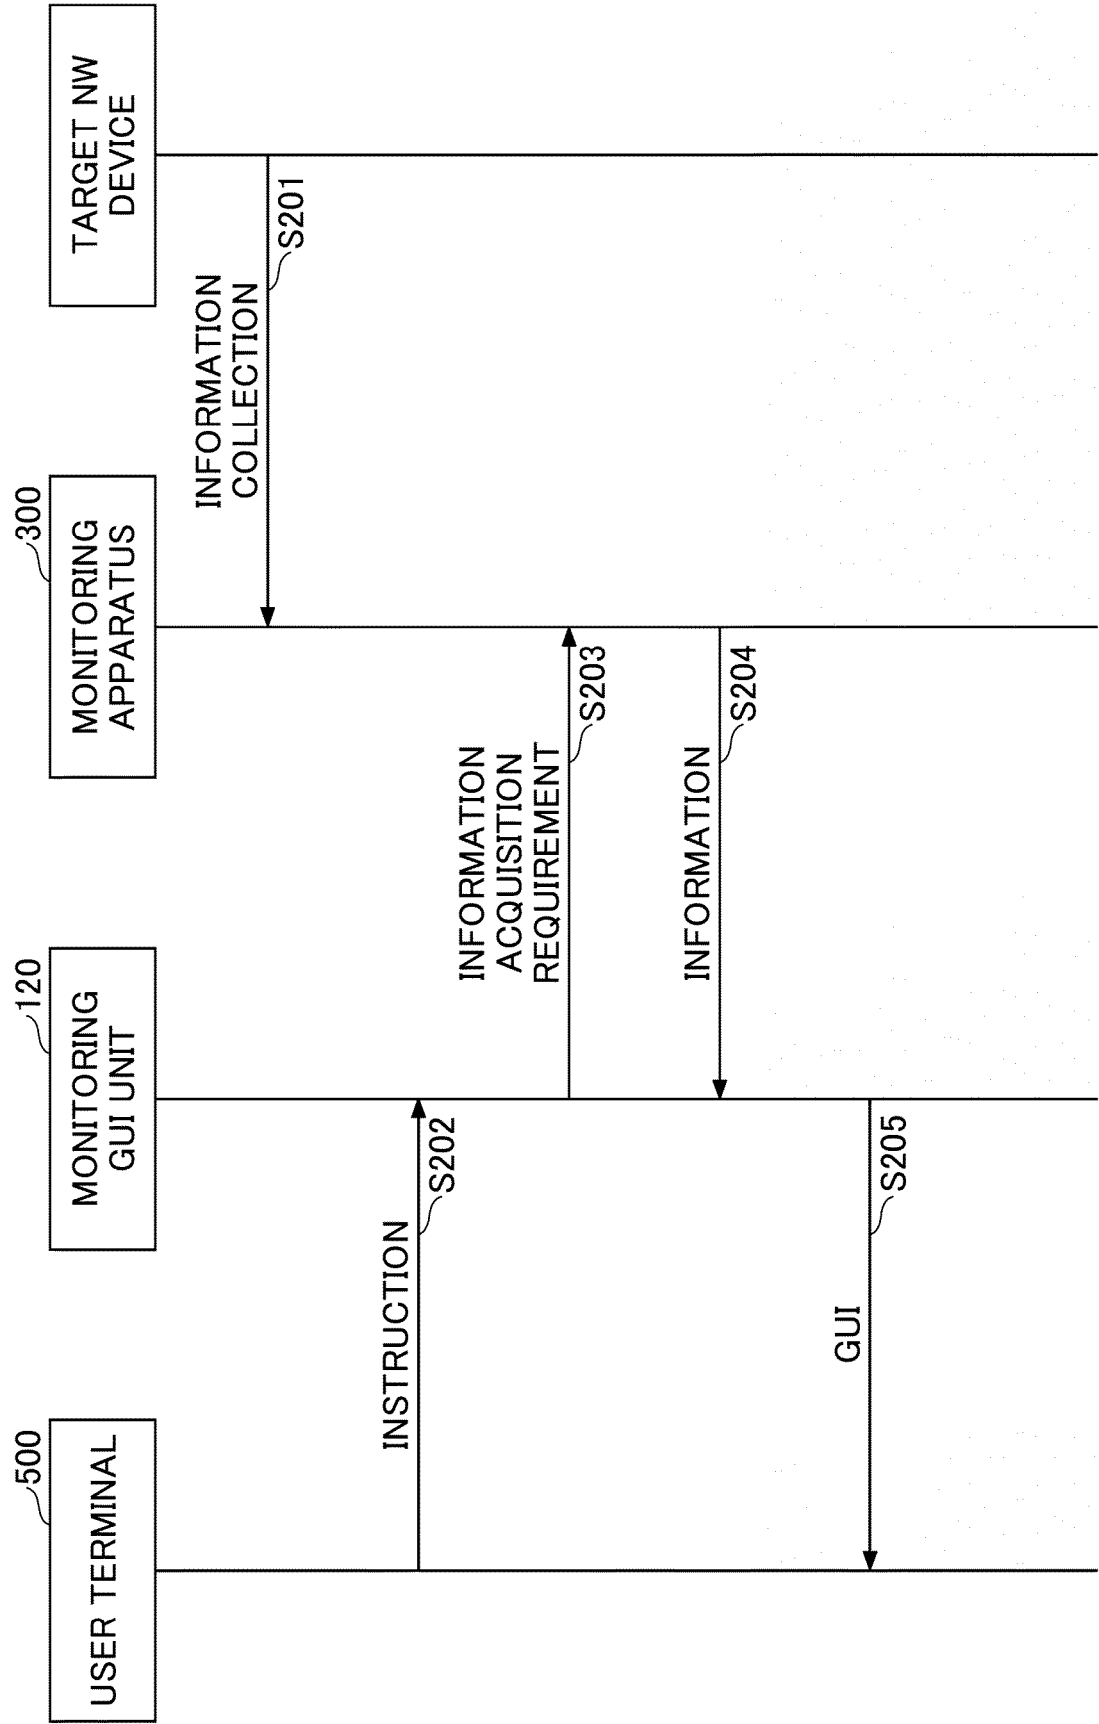 500
USER TERMINAL
120
MONITORING
GUI UNIT
300
MONITORING
APPARATUS
TARGET NW
DEVICE
INFORMATION
COLLECTION
S201
INSTRUCTION
S202
INFORMATION
ACQUISITION
REQUIREMENT
S203
INFORMATION
S204
GUI
S205